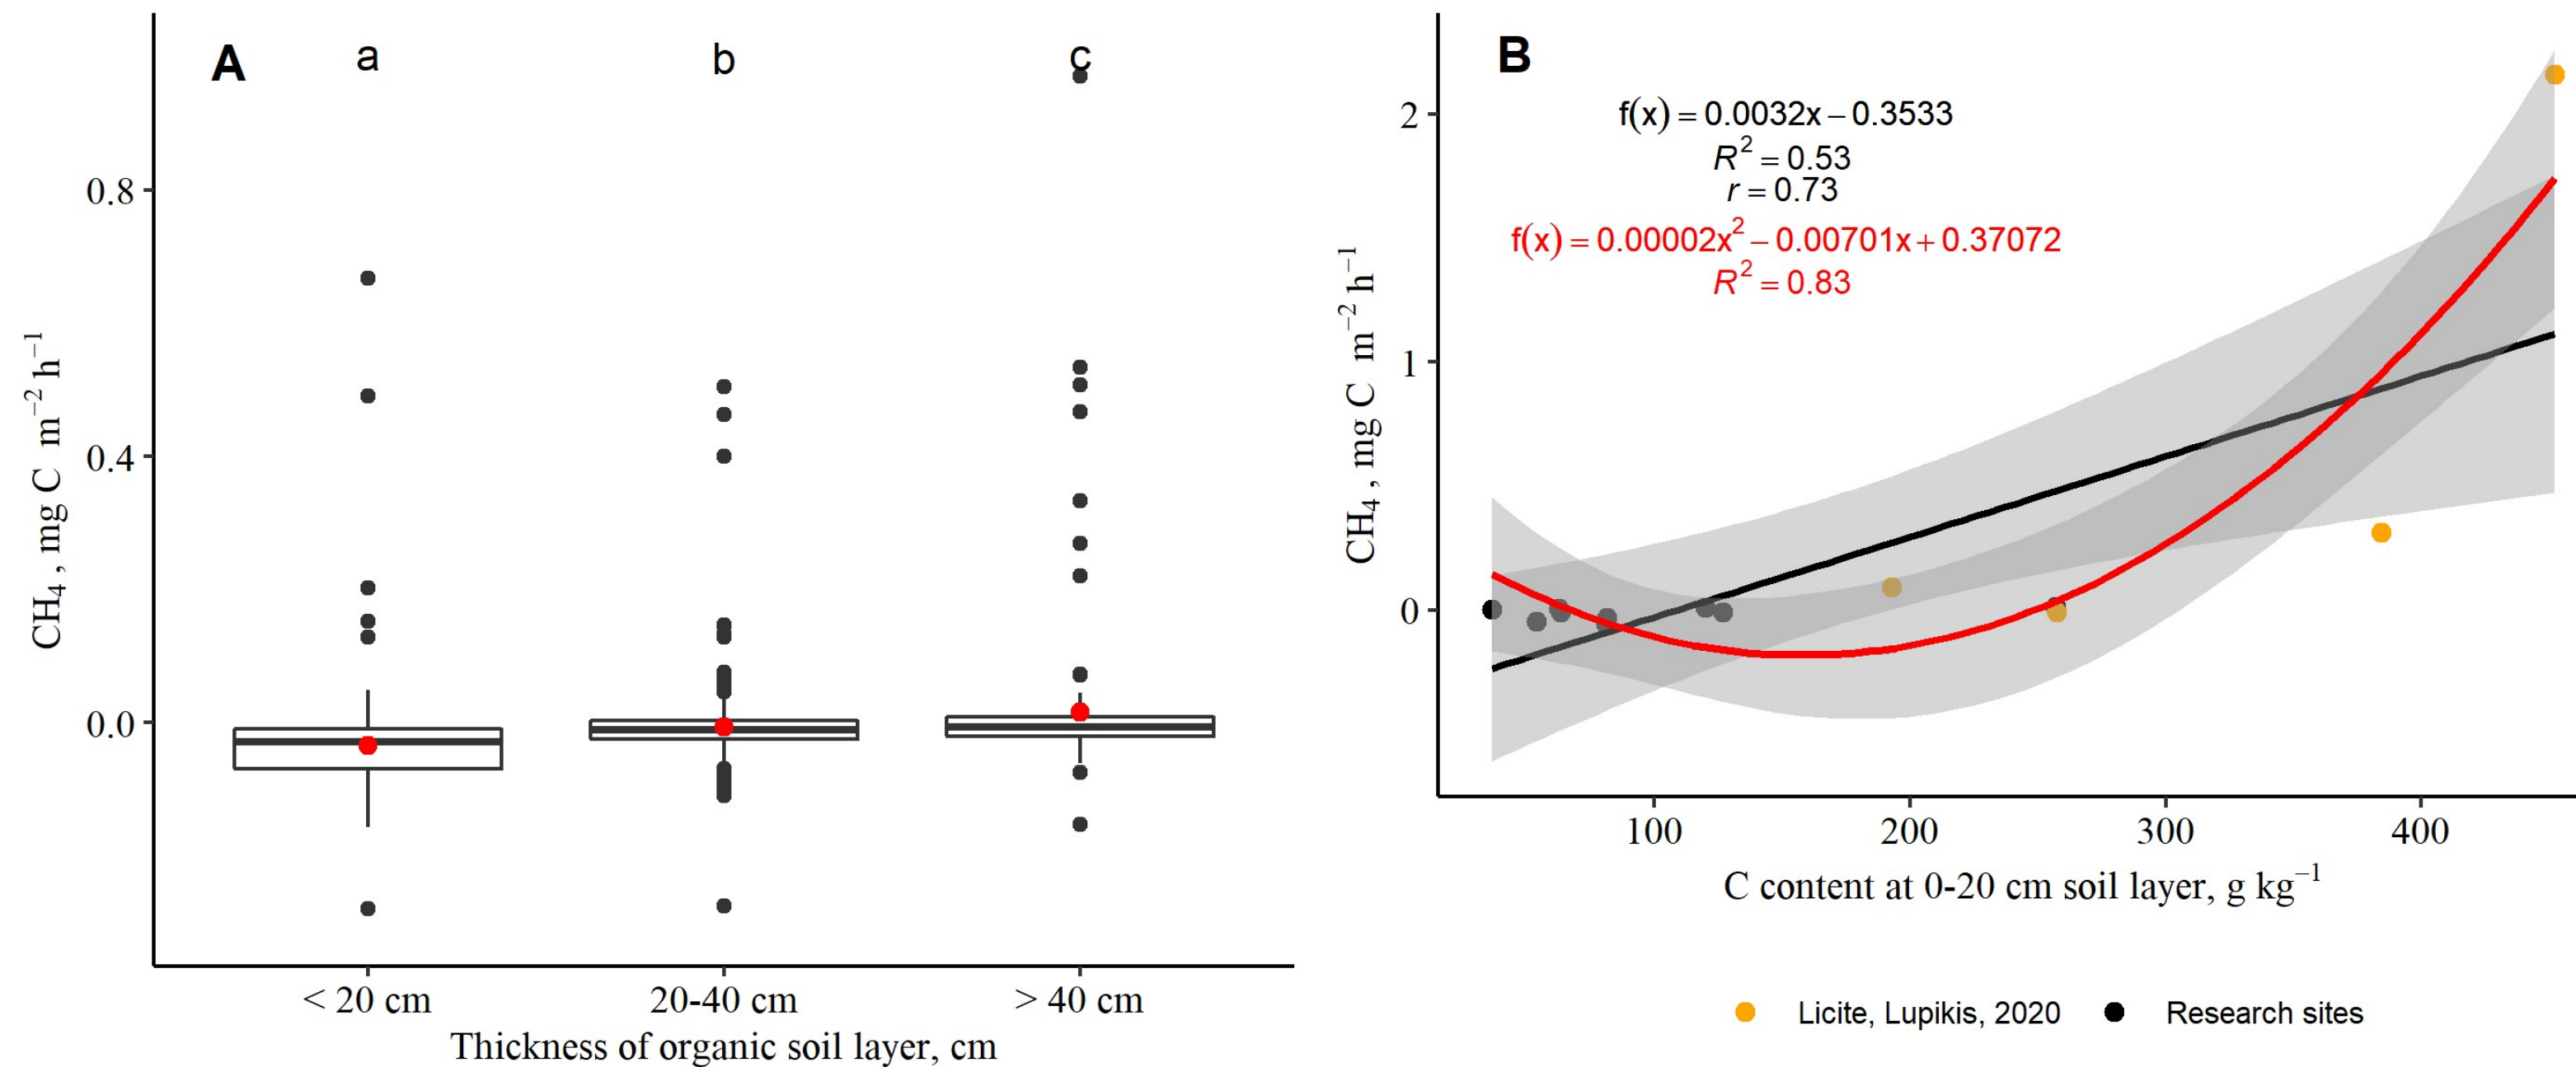 A
a
b
c
0.8
0.4
0.0
CH₄ , mg C m⁻² h⁻¹
< 20 cm
20-40 cm
> 40 cm
Thickness of organic soil layer, cm
B
f(x) = 0.0032x − 0.3533
R² = 0.53
r = 0.73
f(x) = 0.00002x² − 0.00701x + 0.37072
R² = 0.83
2
1
0
CH₄ , mg C m⁻² h⁻¹
100
200
300
400
C content at 0-20 cm soil layer, g kg⁻¹
Licite, Lupikis, 2020
Research sites